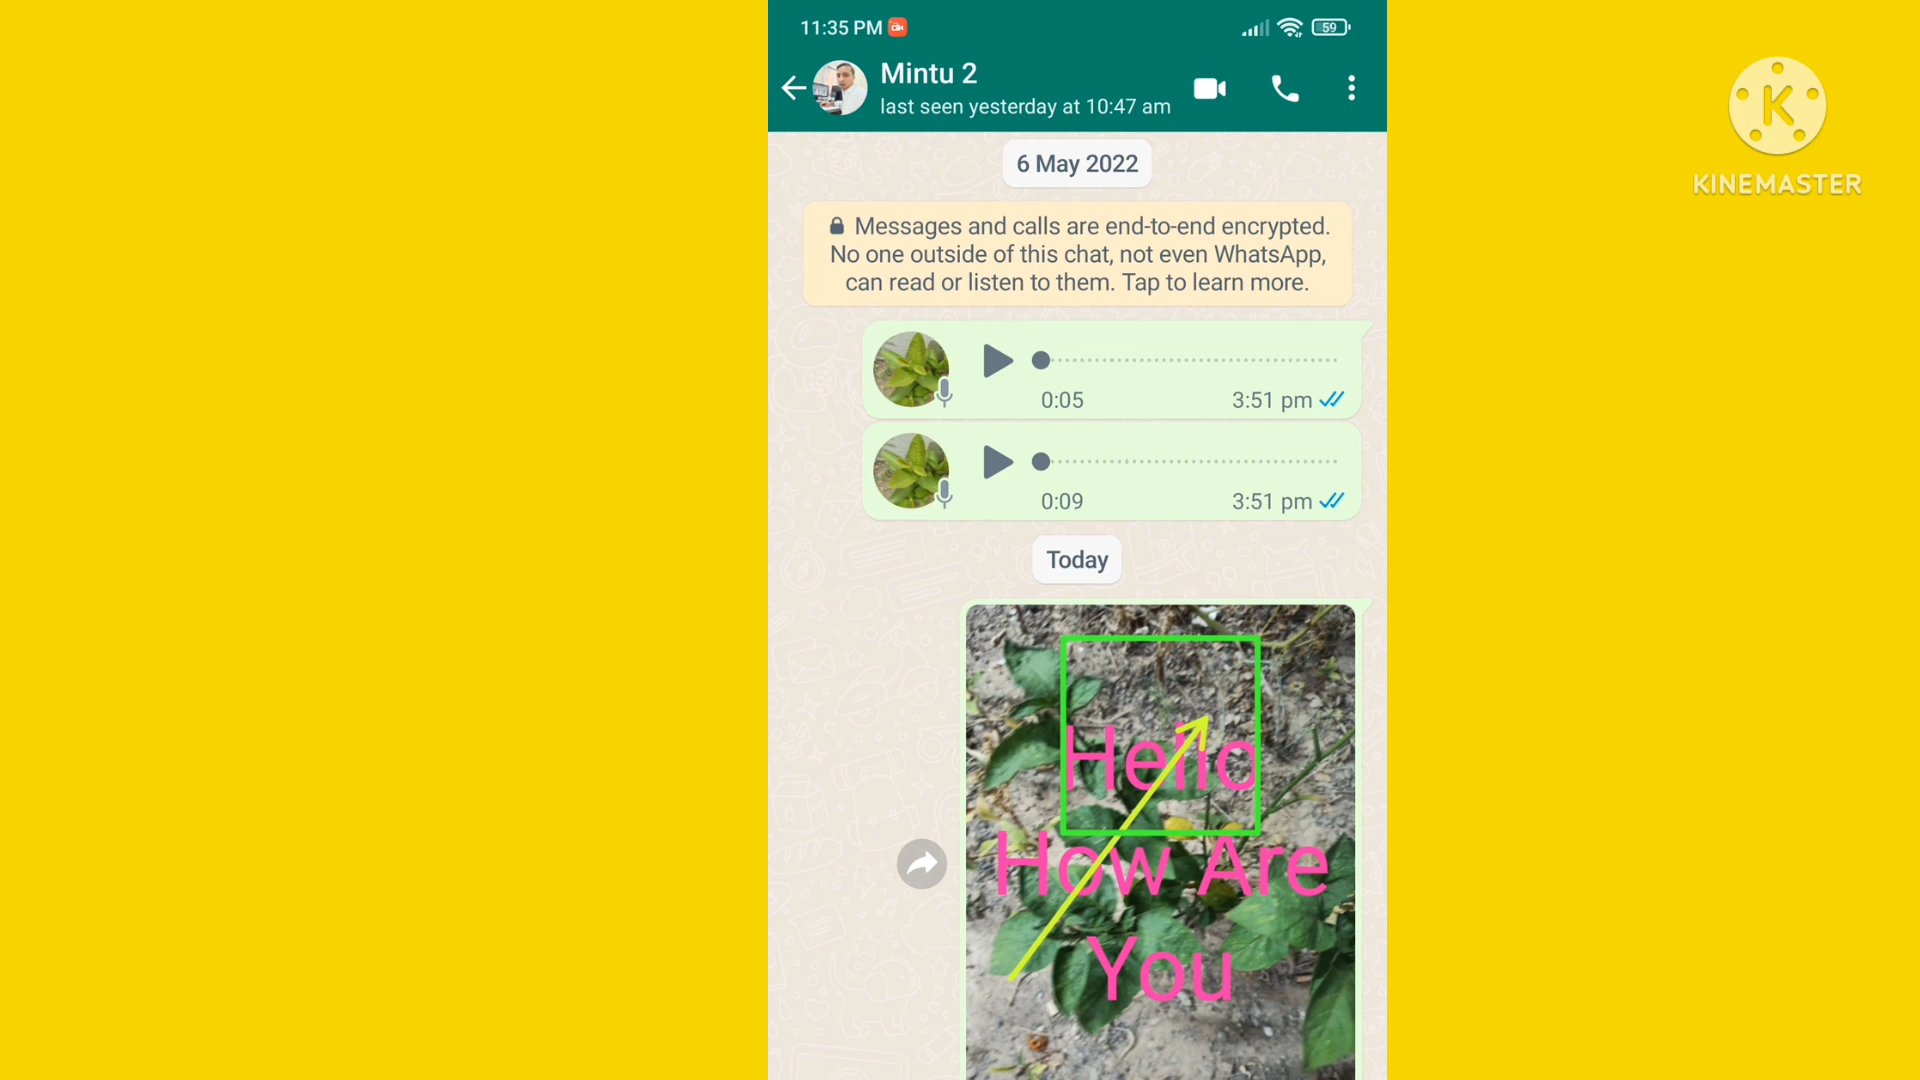 11:35 PM
59
Mintu 2
last seen yesterday at 10:47 am
K
KINEMASTER
6 May 2022
Messages and calls are end-to-end encrypted.
No one outside of this chat, not even WhatsApp,
can read or listen to them. Tap to learn more.
0:05
3:51 pm
0:09
3:51 pm
Today
Hello
How Are
You